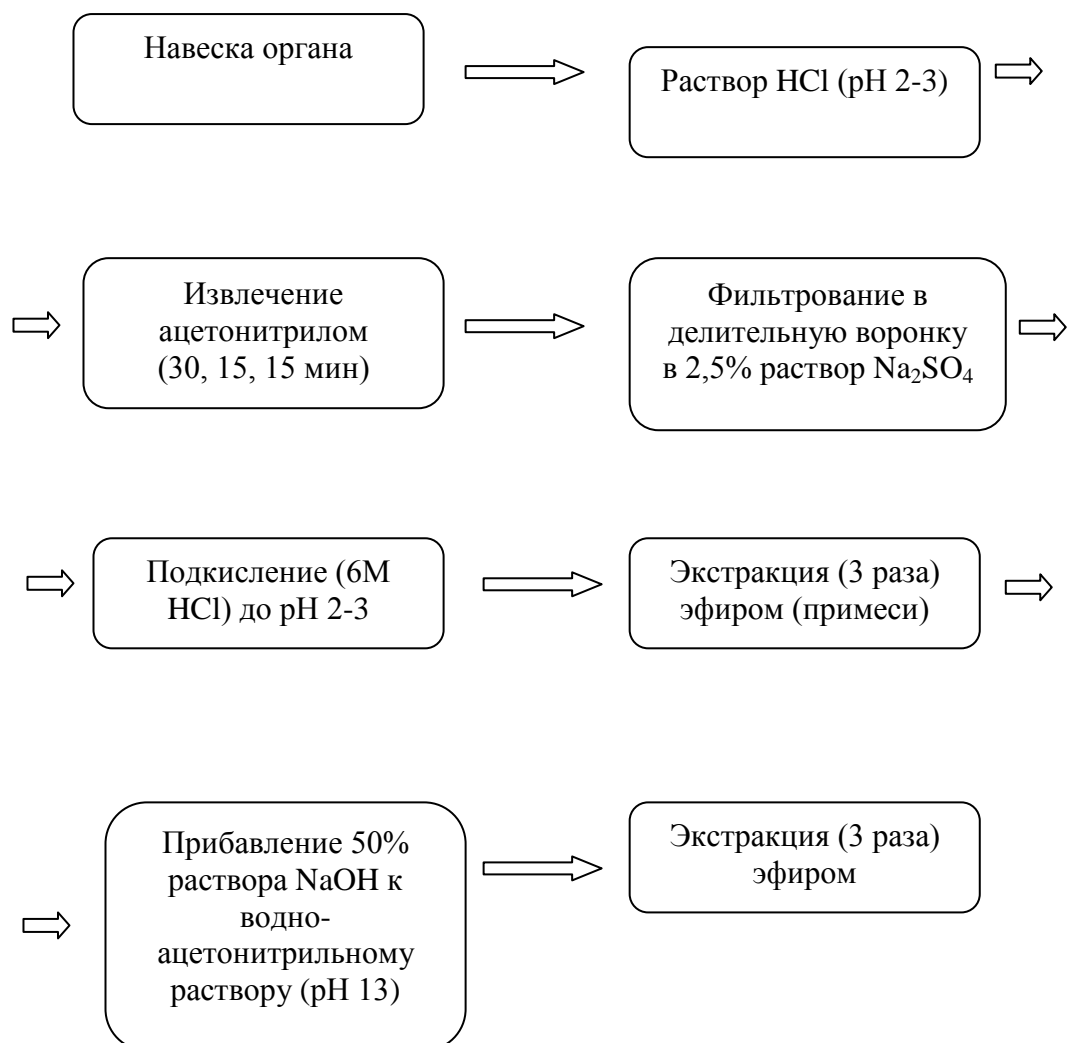 Навеска органа
Раствор HCl (pH 2-3)
Извлечение
ацетонитрилом
(30, 15, 15 мин)
Фильтрование в
делительную воронку
в 2,5% раствор Na₂SO₄
Подкисление (6М
HCl) до pH 2-3
Экстракция (3 раза)
эфиром (примеси)
Прибавление 50%
раствора NaOH к
водно-
ацетонитрильному
раствору (pH 13)
Экстракция (3 раза)
эфиром